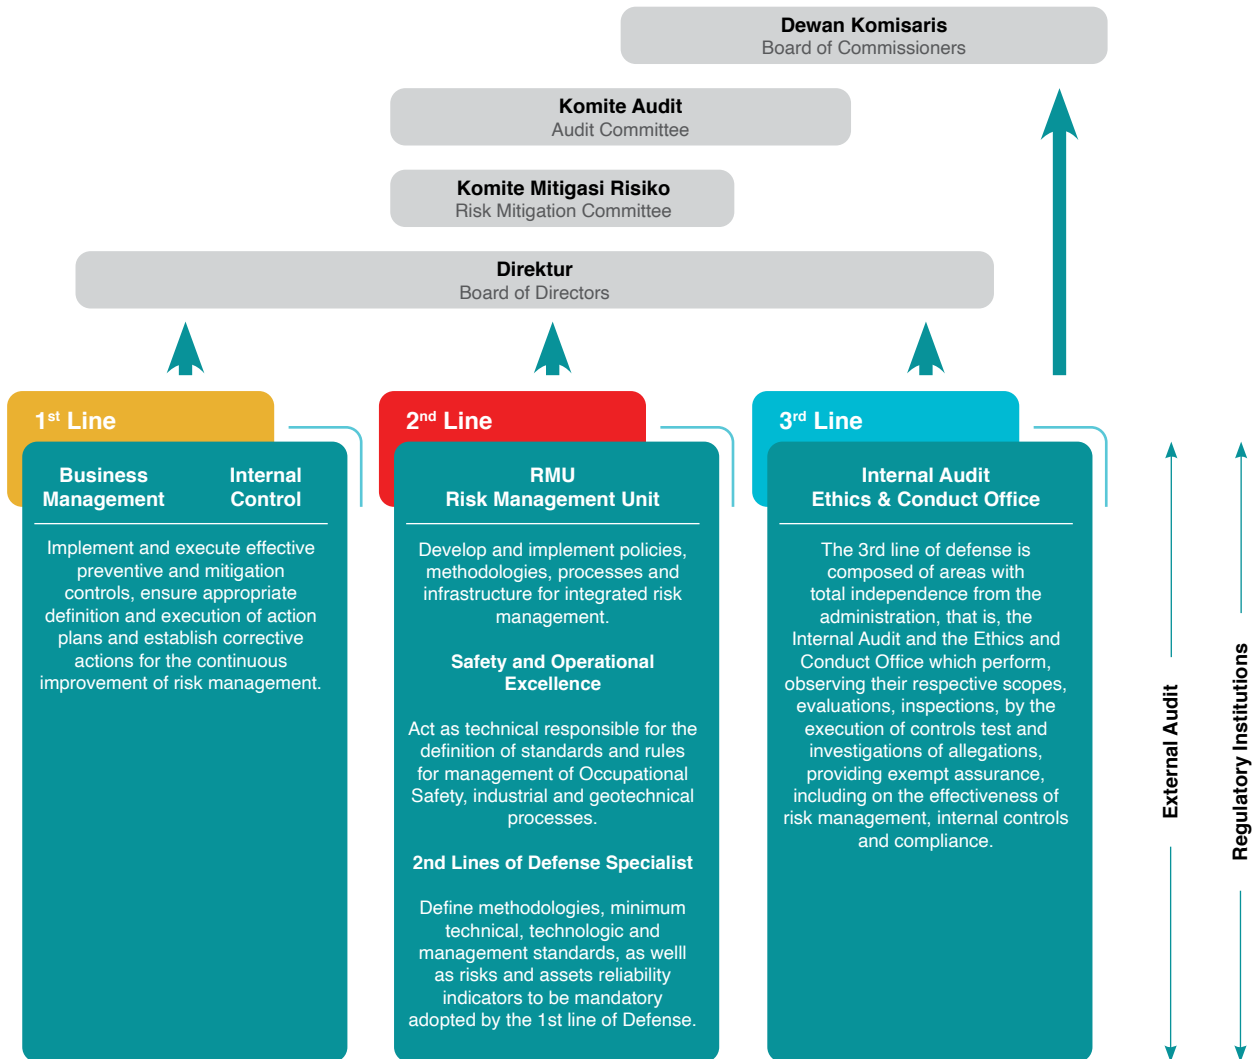 Dewan Komisaris
Board of Commissioners
Komite Audit
Audit Committee
Komite Mitigasi Risiko
Risk Mitigation Committee
Direktur
Board of Directors
1st Line
Business
Management
Internal
Control
Implement and execute effective
preventive and mitigation
controls, ensure appropriate
definition and execution of action
plans and establish corrective
actions for the continuous
improvement of risk management.
2nd Line
RMU
Risk Management Unit
Develop and implement policies,
methodologies, processes and
infrastructure for integrated risk
management.
Safety and Operational
Excellence
Act as technical responsible for the
definition of standards and rules
for management of Occupational
Safety, industrial and geotechnical
processes.
2nd Lines of Defense Specialist
Define methodologies, minimum
technical, technologic and
management standards, as welll
as risks and assets reliability
indicators to be mandatory
adopted by the 1st line of Defense.
3rd Line
Internal Audit
Ethics & Conduct Office
The 3rd line of defense is
composed of areas with
total independence from the
administration, that is, the
Internal Audit and the Ethics and
Conduct Office which perform,
observing their respective scopes,
evaluations, inspections, by the
execution of controls test and
investigations of allegations,
providing exempt assurance,
including on the effectiveness of
risk management, internal controls
and compliance.
External Audit
Regulatory Institutions